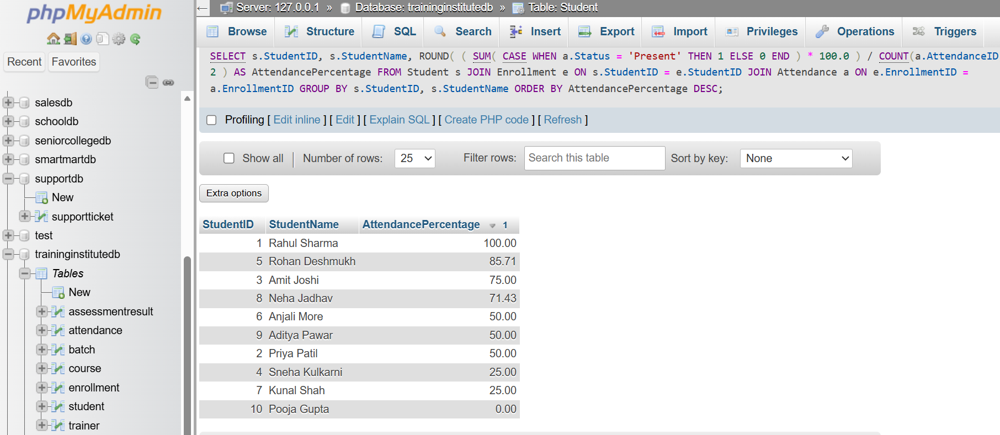 phpMyAdmin
Recent
Favorites
salesdb
schooldb
seniorcollegedb
smartmartdb
supportdb
New
supportticket
test
traininginstitutedb
Tables
New
assessmentresult
attendance
batch
course
enrollment
student
trainer
Server: 127.0.0.1 » Database: traininginstitutedb » Table: Student
Browse Structure SQL Search Insert Export Import Privileges Operations Triggers
SELECT s.StudentID, s.StudentName, ROUND( ( SUM( CASE WHEN a.Status = 'Present' THEN 1 ELSE 0 END ) * 100.0 ) / COUNT(a.AttendanceID
2 ) AS AttendancePercentage FROM Student s JOIN Enrollment e ON s.StudentID = e.StudentID JOIN Attendance a ON e.EnrollmentID =
a.EnrollmentID GROUP BY s.StudentID, s.StudentName ORDER BY AttendancePercentage DESC;
Profiling [ Edit inline ] [ Edit ] [ Explain SQL ] [ Create PHP code ] [ Refresh ]
Show all | Number of rows: 25 Filter rows: Search this table Sort by key: None
Extra options
StudentID StudentName AttendancePercentage 1
1 Rahul Sharma 100.00
5 Rohan Deshmukh 85.71
3 Amit Joshi 75.00
8 Neha Jadhav 71.43
6 Anjali More 50.00
9 Aditya Pawar 50.00
2 Priya Patil 50.00
4 Sneha Kulkarni 25.00
7 Kunal Shah 25.00
10 Pooja Gupta 0.00